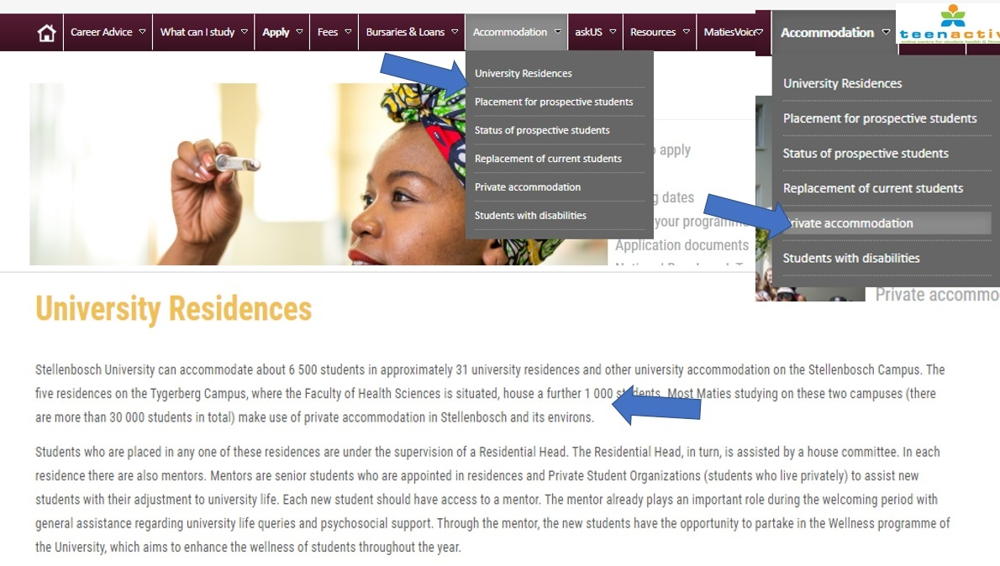 Career Advice
What can I study
Apply
Fees
Bursaries & Loans
Accommodation
askUS
Resources
MatiesVoice
University Residences
Placement for prospective students
Status of prospective students
Replacement of current students
Private accommodation
Students with disabilities
apply
dates
your programme
Application documents
Accommodation
teenactiv
University Residences
Placement for prospective students
Status of prospective students
Replacement of current students
rivate accommodation
Students with disabilities
Private accommo
University Residences
Stellenbosch University can accommodate about 6 500 students in approximately 31 university residences and other university accommodation on the Stellenbosch Campus. The
five residences on the Tygerberg Campus, where the Faculty of Health Sciences is situated, house a further 1 000 students. Most Maties studying on these two campuses (there
are more than 30 000 students in total) make use of private accommodation in Stellenbosch and its environs.
Students who are placed in any one of these residences are under the supervision of a Residential Head. The Residential Head, in turn, is assisted by a house committee. In each
residence there are also mentors. Mentors are senior students who are appointed in residences and Private Student Organizations (students who live privately) to assist new
students with their adjustment to university life. Each new student should have access to a mentor. The mentor already plays an important role during the welcoming period with
general assistance regarding university life queries and psychosocial support. Through the mentor, the new students have the opportunity to partake in the Wellness programme of
the University, which aims to enhance the wellness of students throughout the year.